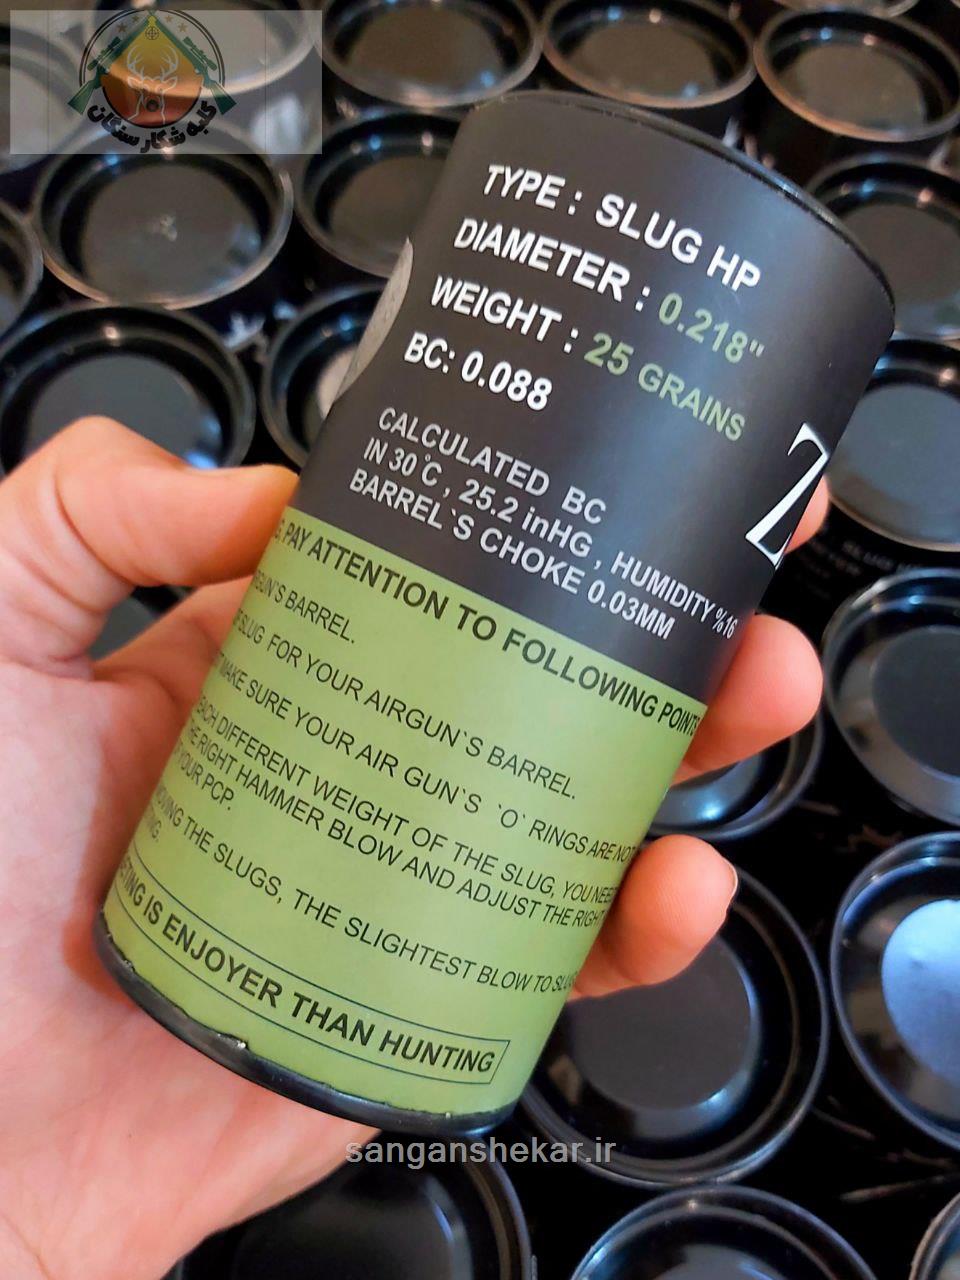 کلبه شکار سنگان
TYPE : SLUG HP
DIAMETER : 0.218"
WEIGHT : 25 GRAINS
BC: 0.088
CALCULATED BC
IN 30 °C , 25.2 inHG , HUMIDITY %16
BARREL`S CHOKE 0.03MM
Z
PAY ATTENTION TO FOLLOWING POINTS
BARREL.
SLUG FOR YOUR AIRGUN`S BARREL.
MAKE SURE YOUR AIR GUN`S `O` RINGS ARE NOT
EACH DIFFERENT WEIGHT OF THE SLUG, YOU NEED
RIGHT HAMMER BLOW AND ADJUST THE RIGHT
YOUR PCP.
THE SLUGS, THE SLIGHTEST BLOW TO
IS ENJOYER THAN HUNTING
sanganshekar.ir